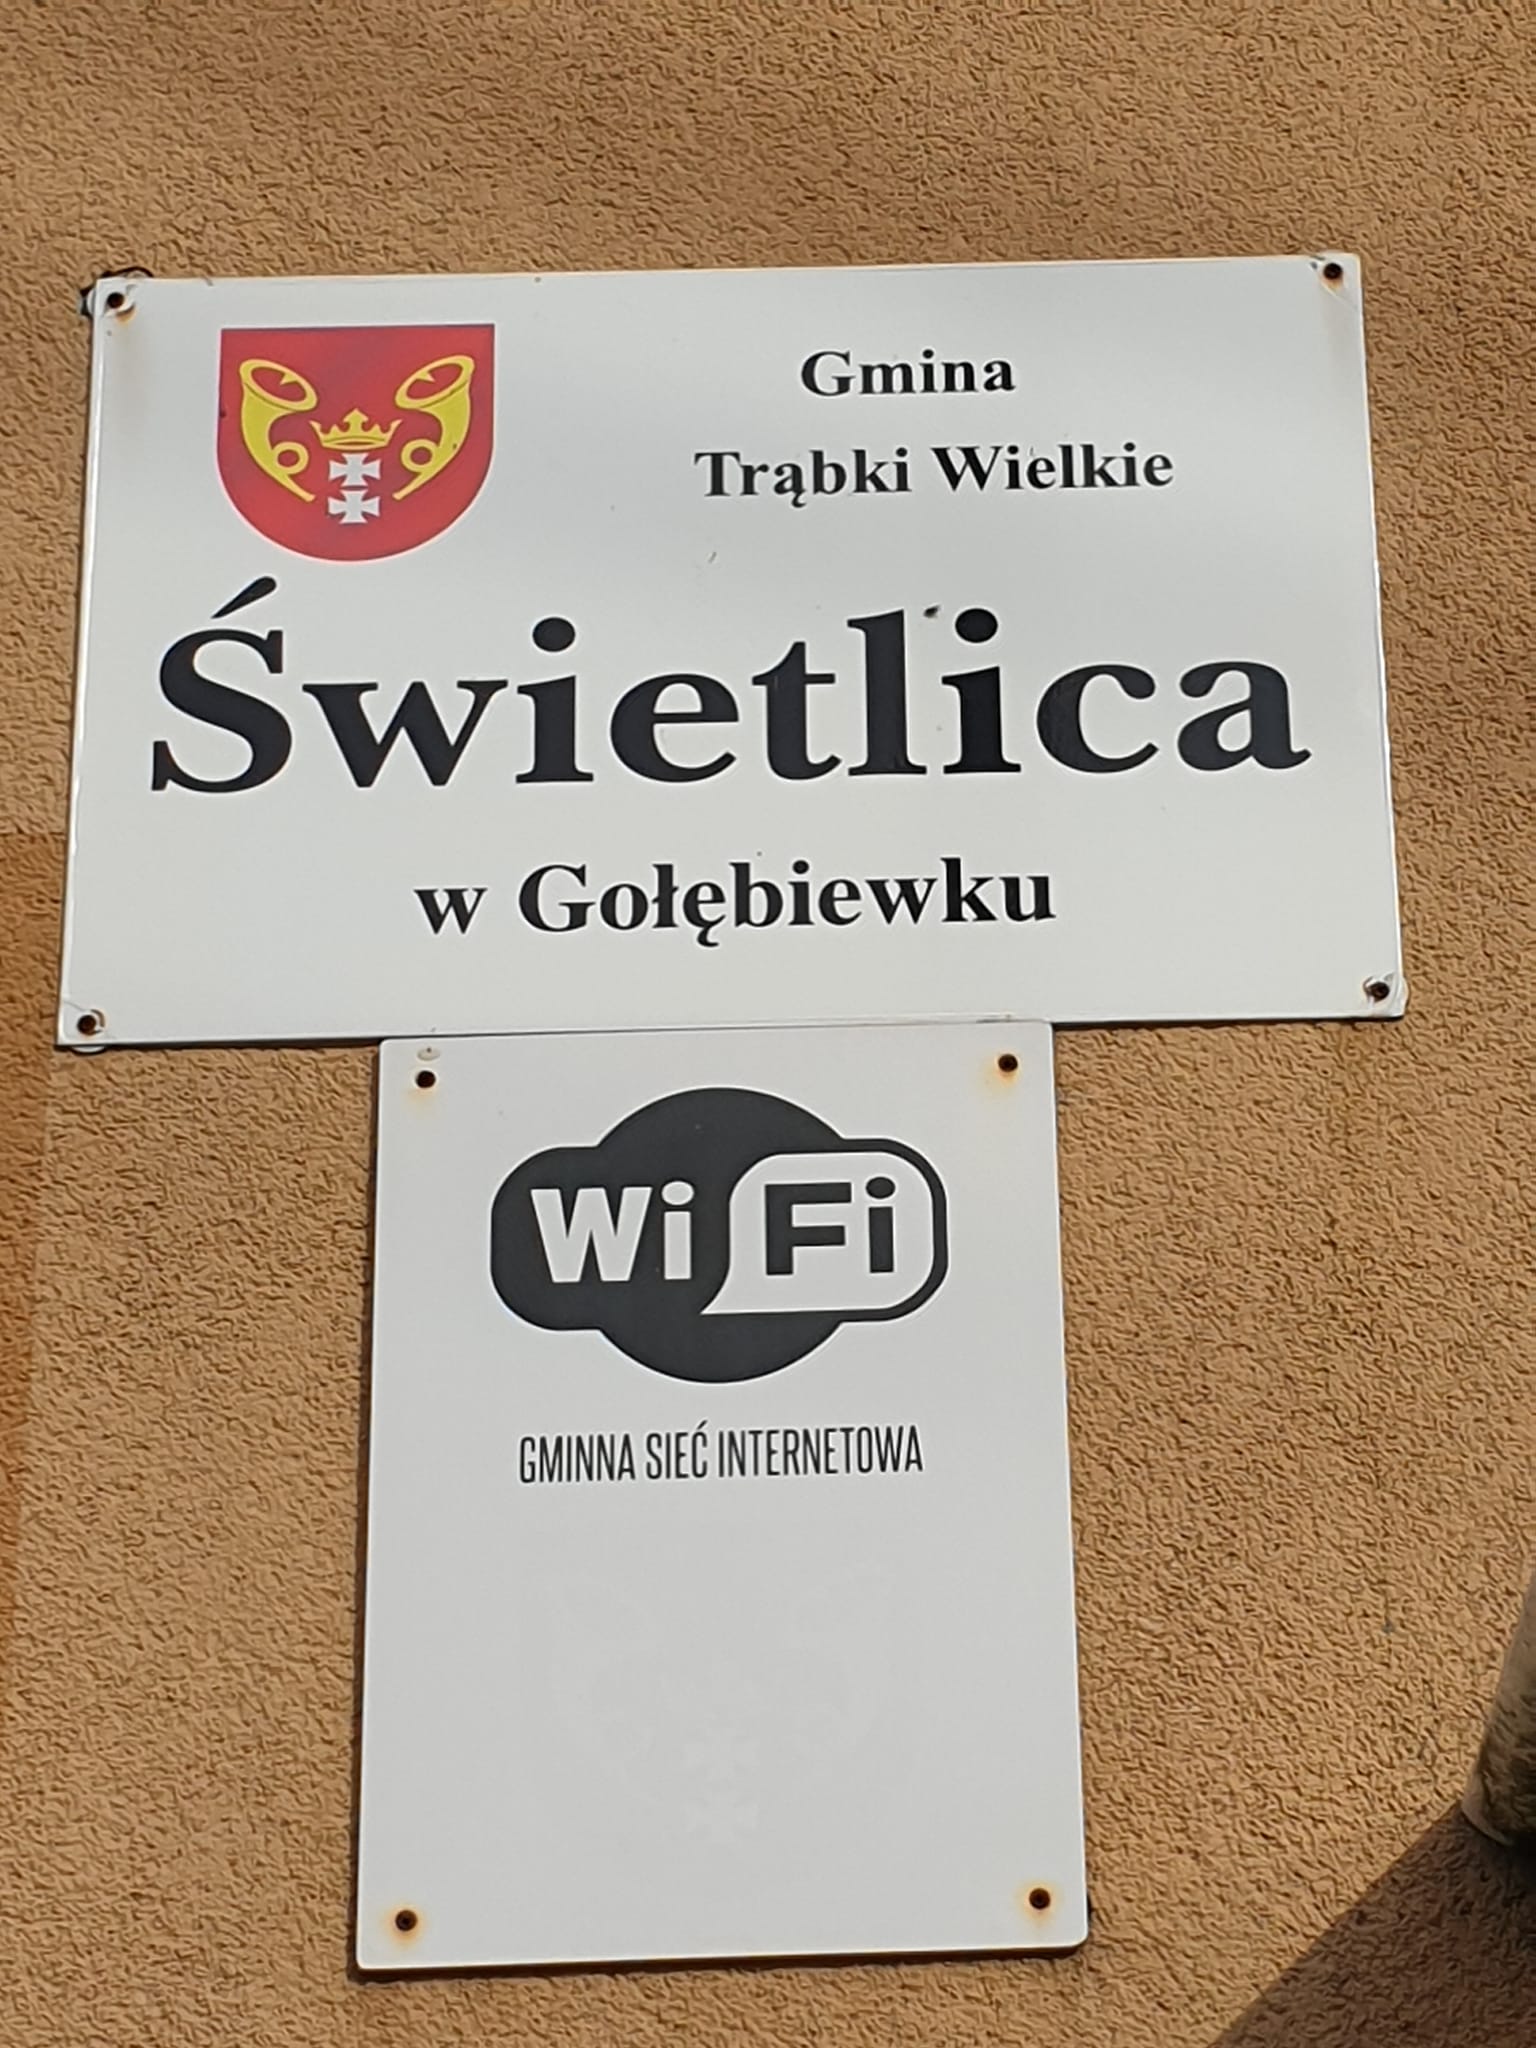 Gmina
Trąbki Wielkie
Świetlica
w Gołębiewku
WiFi
GMINNA SIEĆ INTERNETOWA